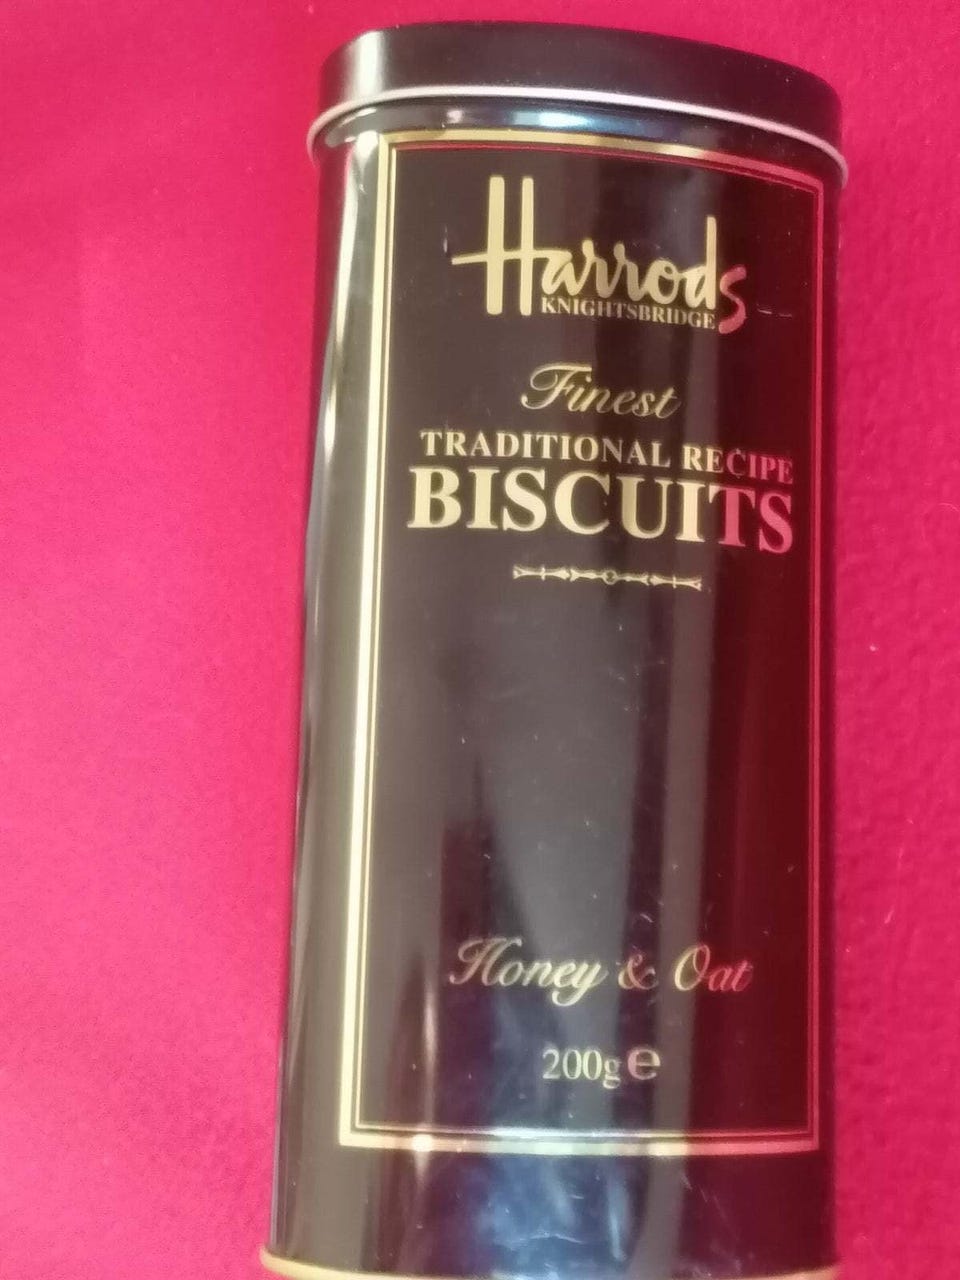 Harrods
KNIGHTSBRIDGE
Finest
TRADITIONAL RECIPE
BISCUITS
Honey & Oat
200g ℮